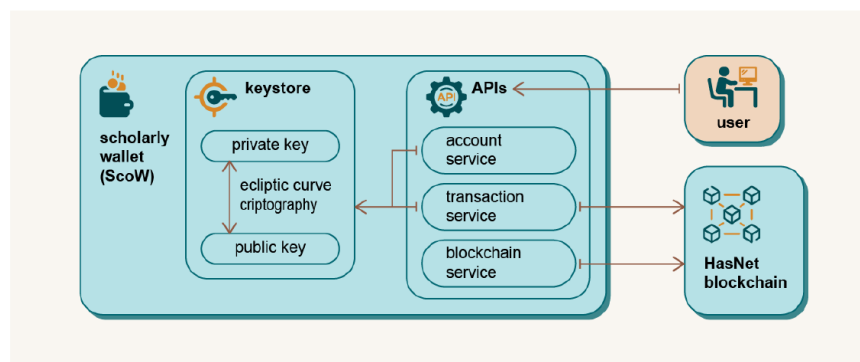 scholarly
wallet
(ScoW)
keystore
private key
ecliptic curve
criptography
public key
API
APIs
account
service
transaction
service
blockchain
service
user
HasNet
blockchain